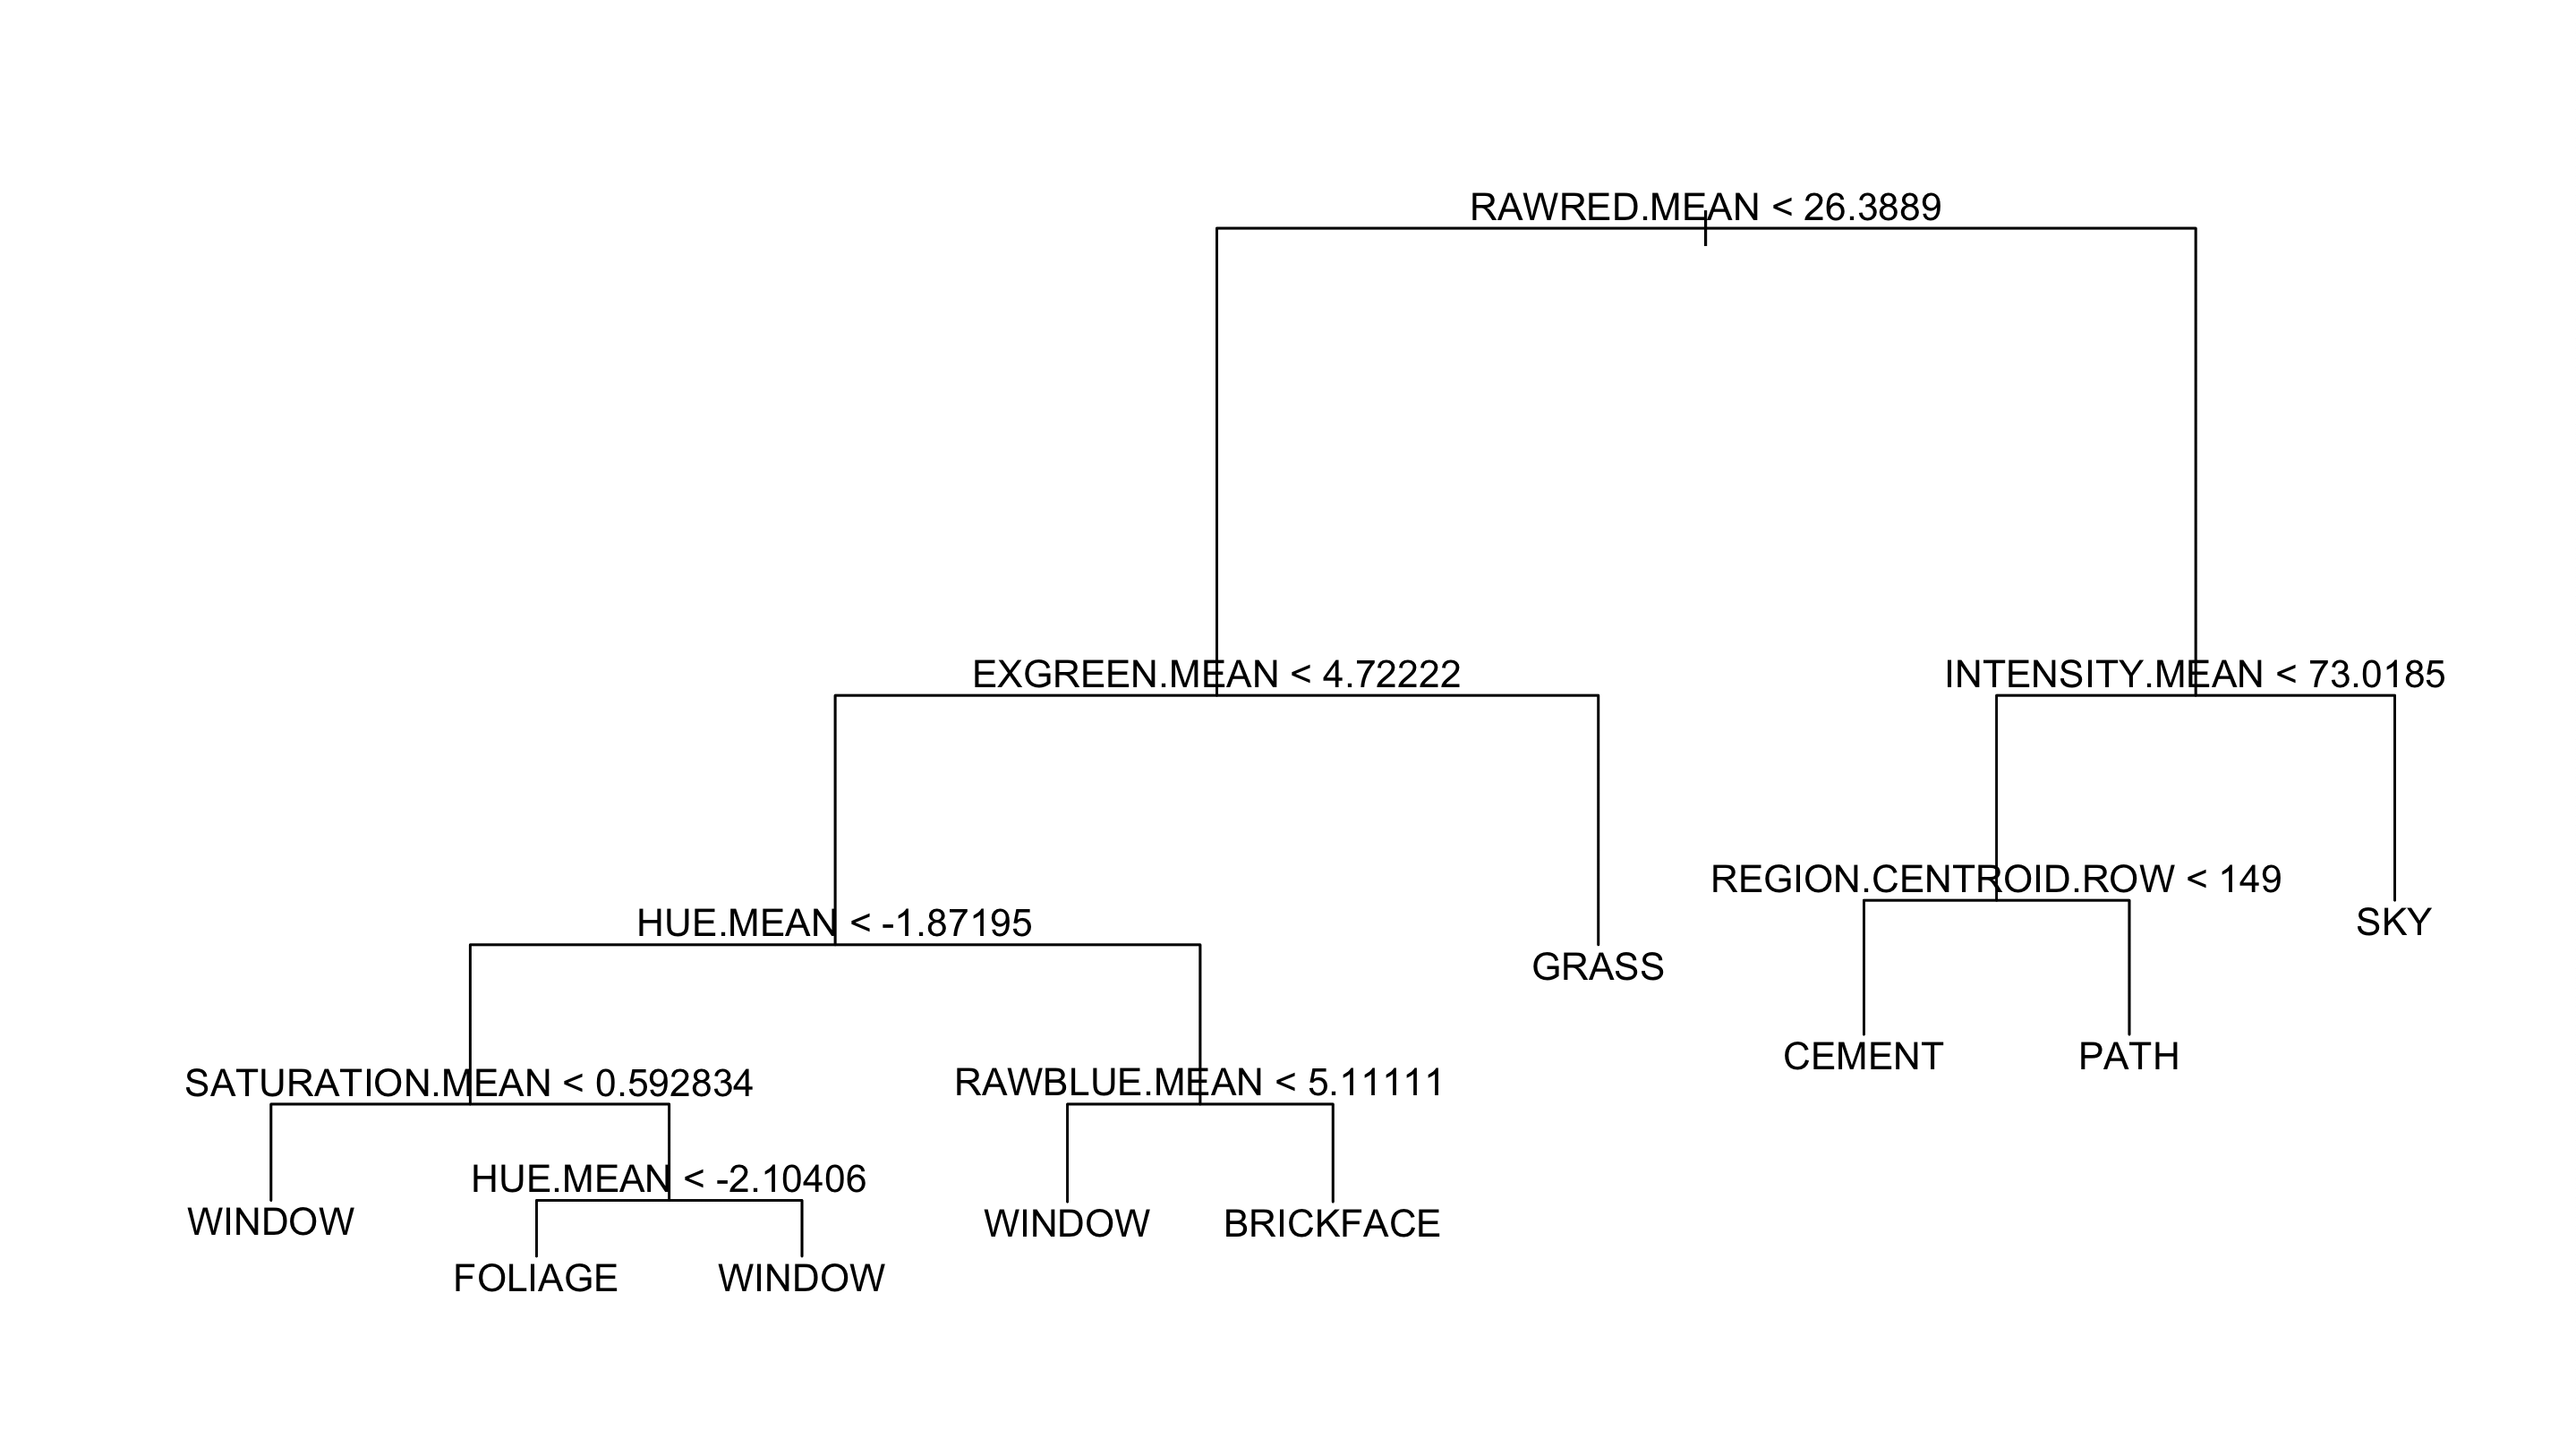 RAWRED.MEAN < 26.3889
EXGREEN.MEAN < 4.72222
INTENSITY.MEAN < 73.0185
REGION.CENTROID.ROW < 149
HUE.MEAN < -1.87195
SKY
GRASS
CEMENT
PATH
SATURATION.MEAN < 0.592834
RAWBLUE.MEAN < 5.11111
HUE.MEAN < -2.10406
WINDOW
WINDOW
BRICKFACE
FOLIAGE
WINDOW